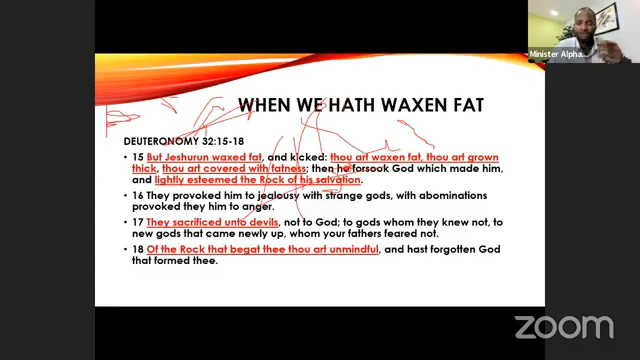 Minister Alpha...
WHEN WE HATH WAXEN FAT
DEUTERONOMY 32:15-18
• 15 But Jeshurun waxed fat, and kicked: thou art waxen fat, thou art grown
thick, thou art covered with fatness; then he forsook God which made him,
and lightly esteemed the Rock of his salvation.
• 16 They provoked him to jealousy with strange gods, with abominations
provoked they him to anger.
• 17 They sacrificed unto devils, not to God; to gods whom they knew not, to
new gods that came newly up, whom your fathers feared not.
• 18 Of the Rock that begat thee thou art unmindful, and hast forgotten God
that formed thee.
zoom